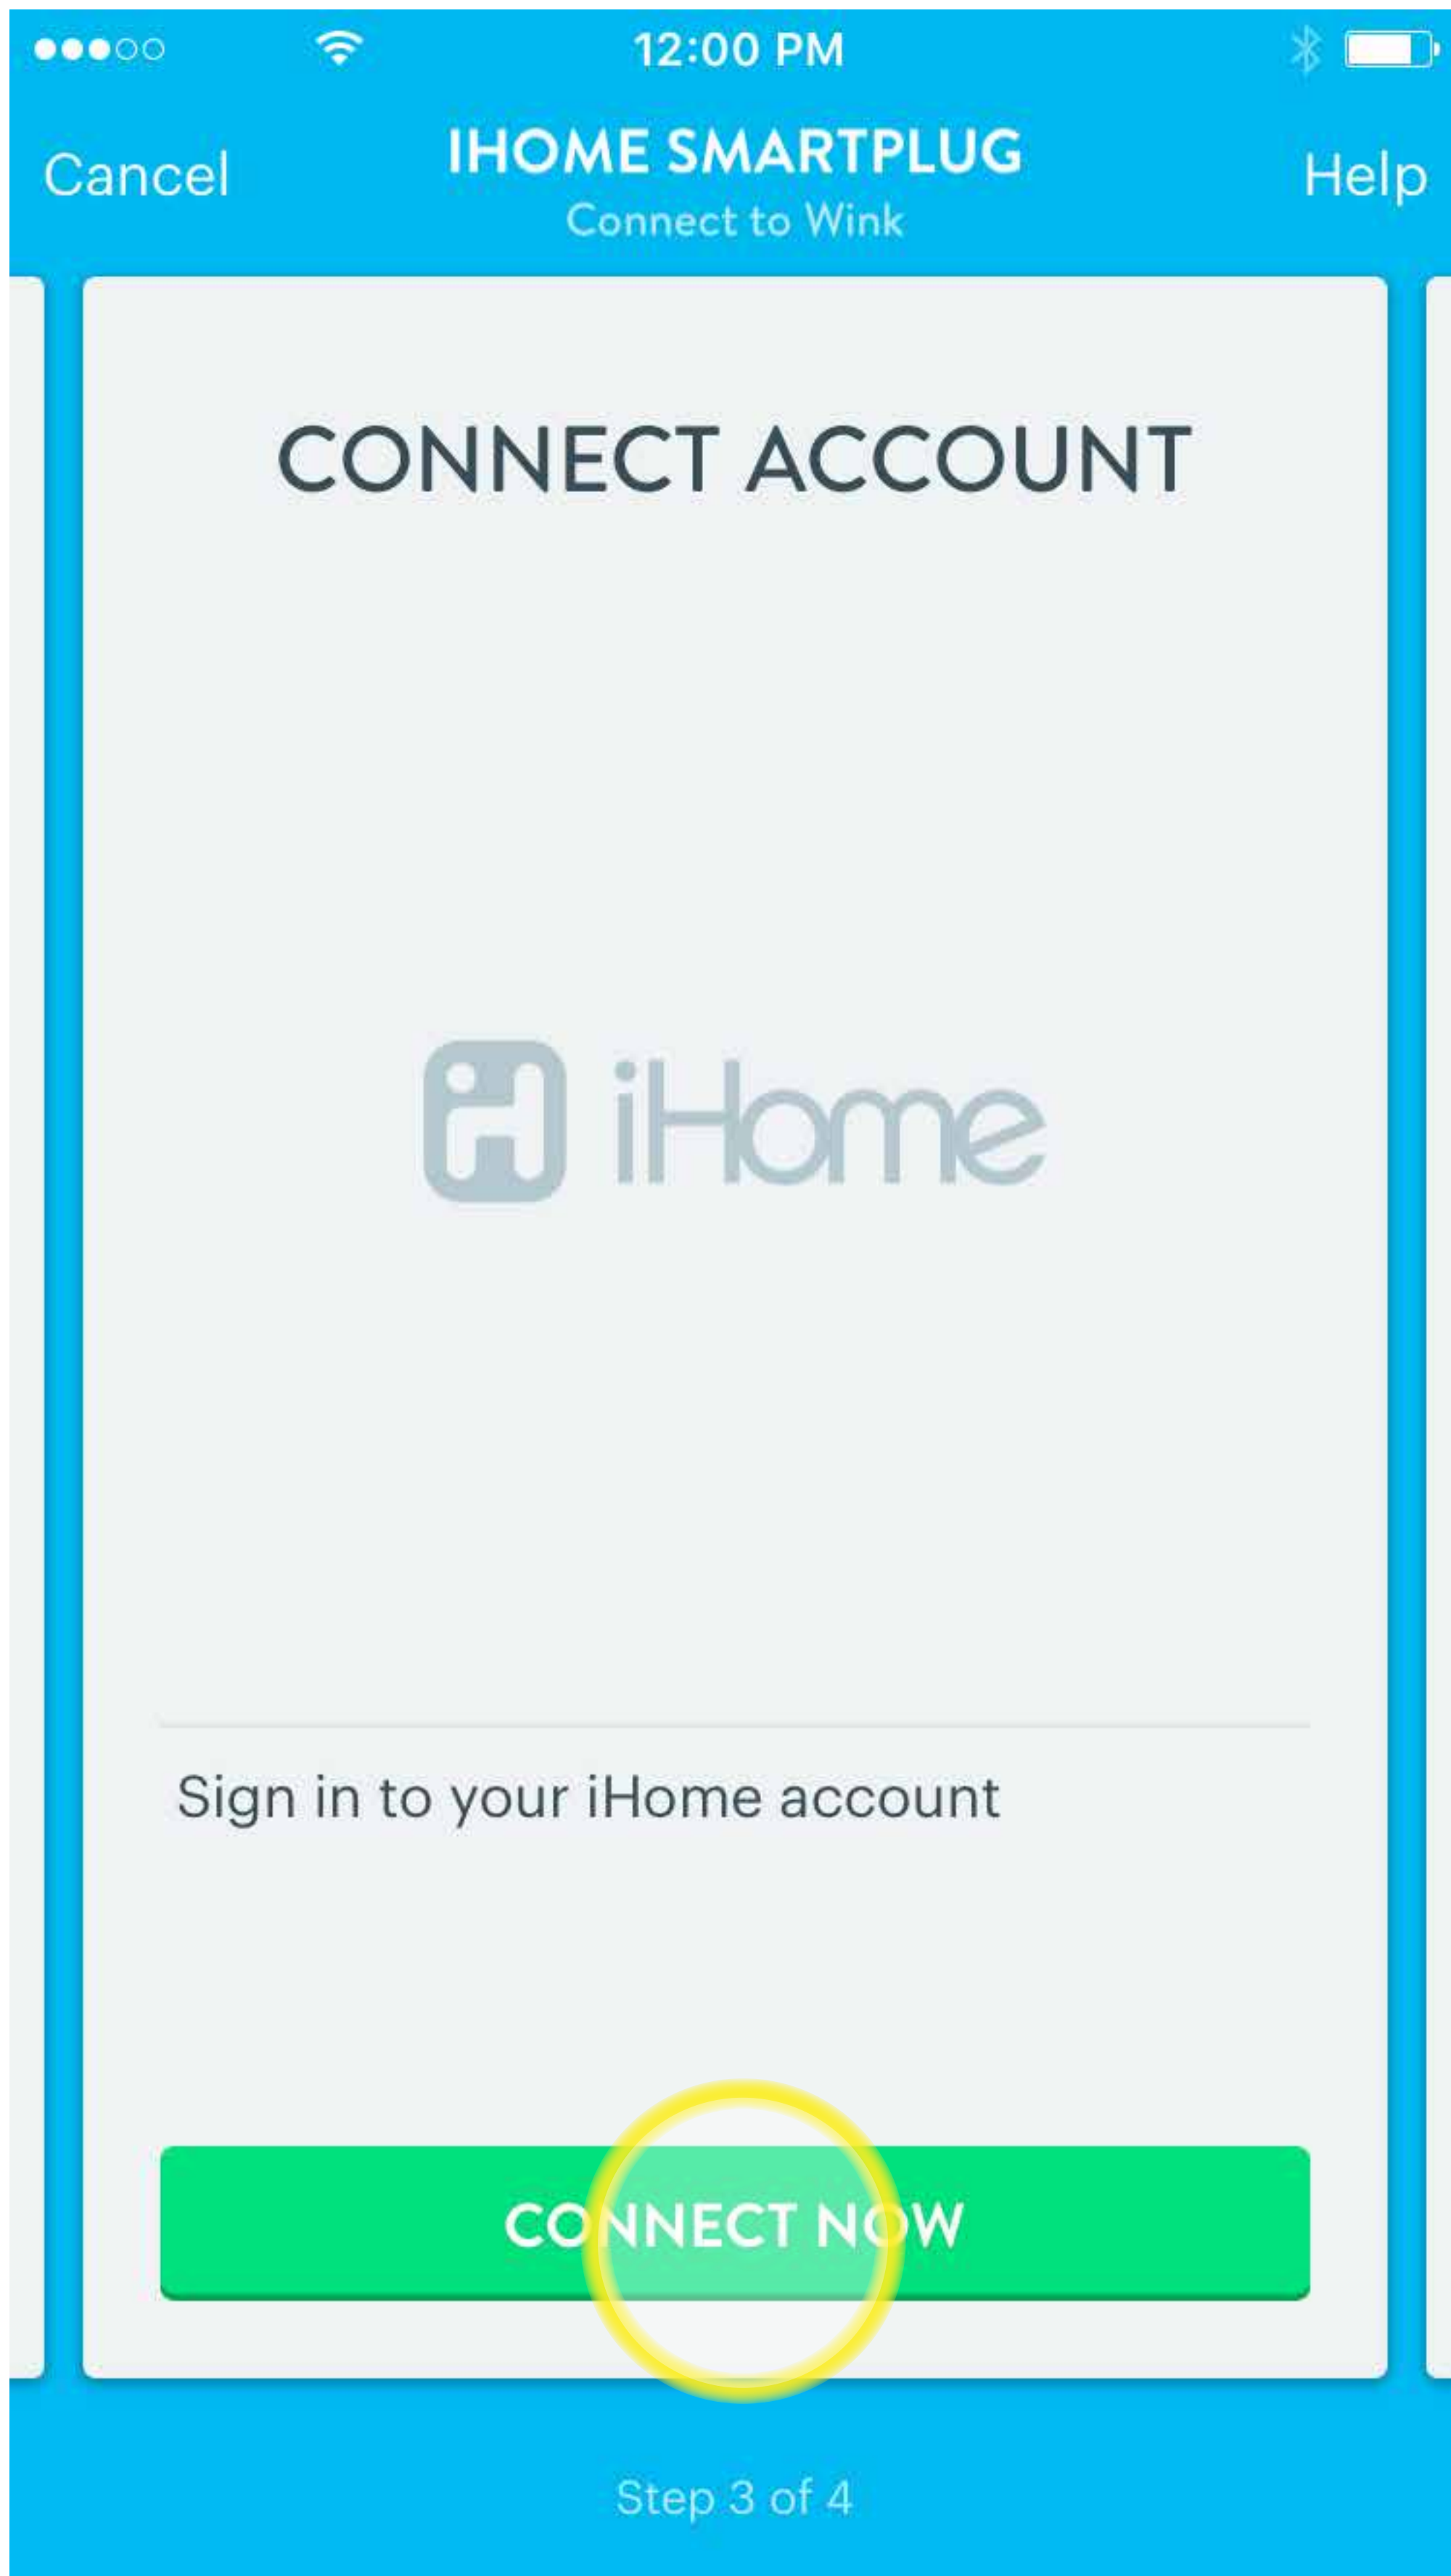 12:00 PM
Cancel
IHOME SMARTPLUG
Help
Connect to Wink
CONNECT ACCOUNT
iHome
Sign in to your iHome account
CONNECT NOW
Step 3 of 4